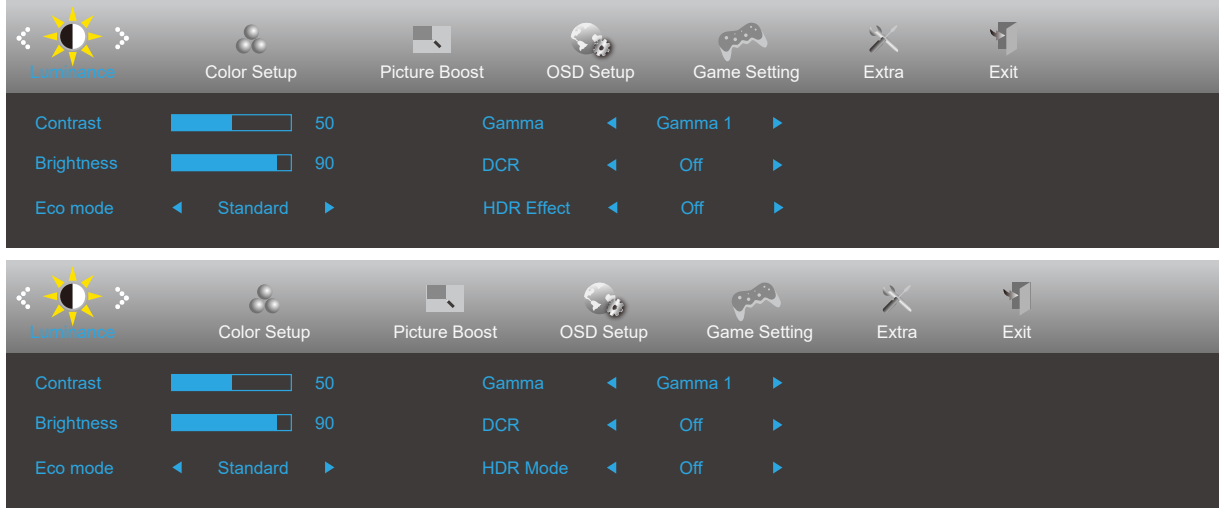 Luminance Color Setup Picture Boost OSD Setup Game Setting Extra Exit
Contrast 50 Gamma Gamma 1
Brightness 90 DCR Off
Eco mode Standard HDR Effect Off
Luminance Color Setup Picture Boost OSD Setup Game Setting Extra Exit
Contrast 50 Gamma Gamma 1
Brightness 90 DCR Off
Eco mode Standard HDR Mode Off